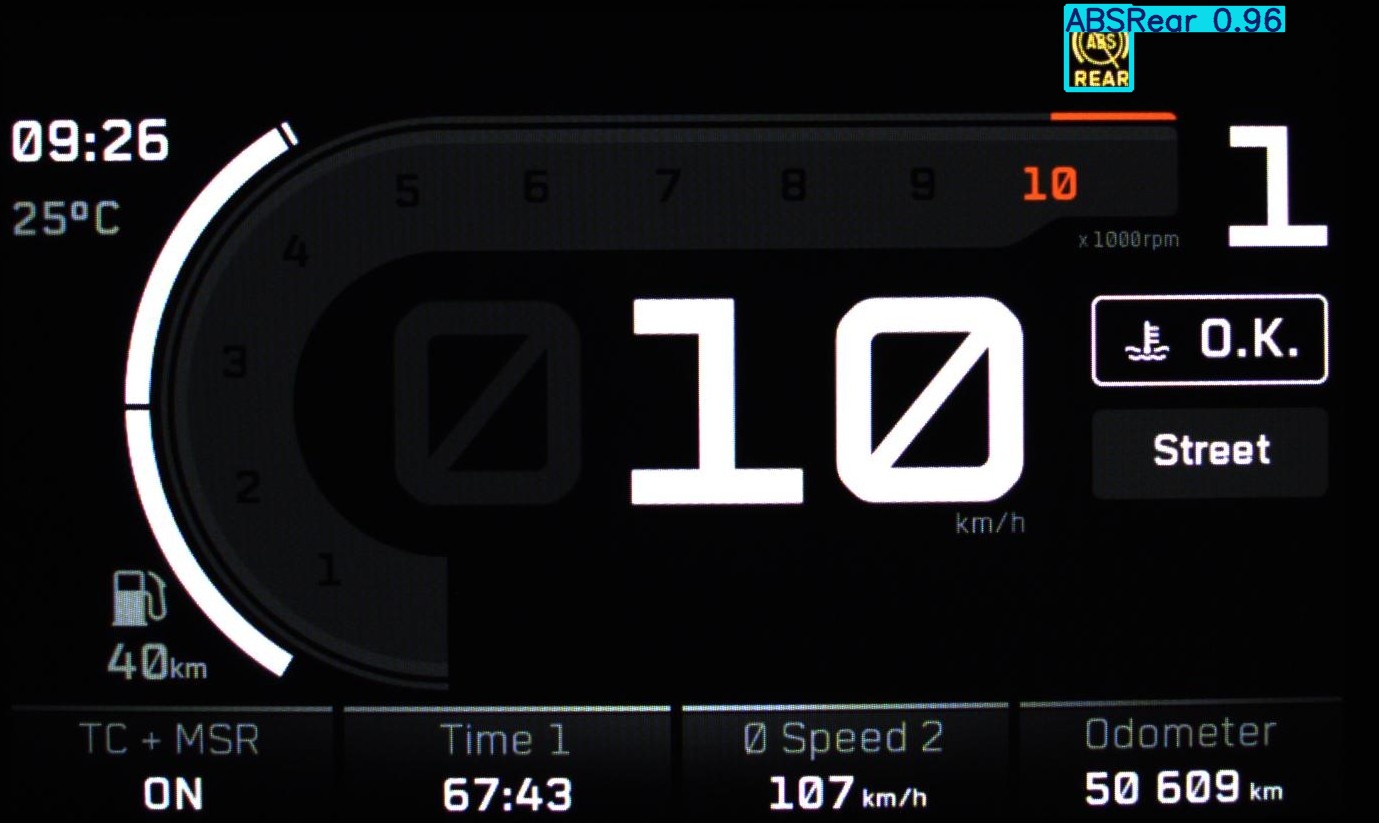 ABSRear 0.96
ABS
REAR
09:26
25°C
5 6 7 8 9 10
4
x1000rpm
1
3
2
1
010
km/h
O.K.
Street
40km
TC + MSR
ON
Time 1
67:43
Ø Speed 2
107 km/h
Odometer
50 609 km